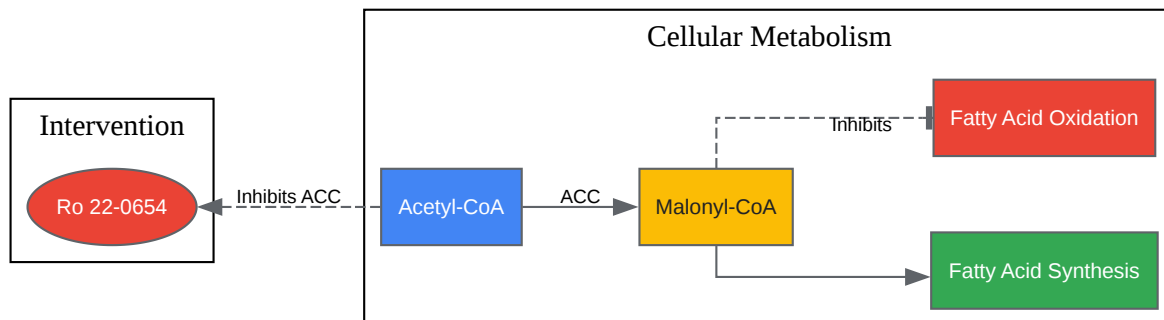 Cellular Metabolism
Intervention
Ro 22-0654
Inhibits ACC
Acetyl-CoA
ACC
Malonyl-CoA
Inhibits
Fatty Acid Oxidation
Fatty Acid Synthesis